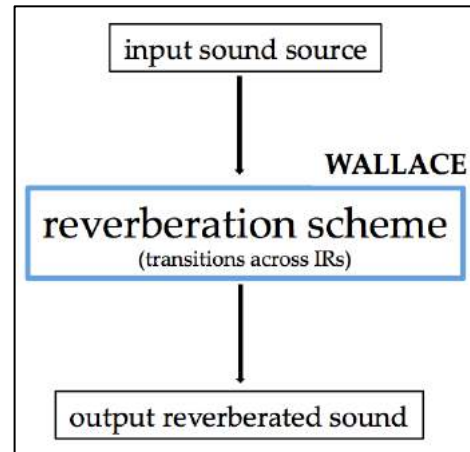 input sound source
WALLACE
reverberation scheme
(transitions across IRs)
output reverberated sound